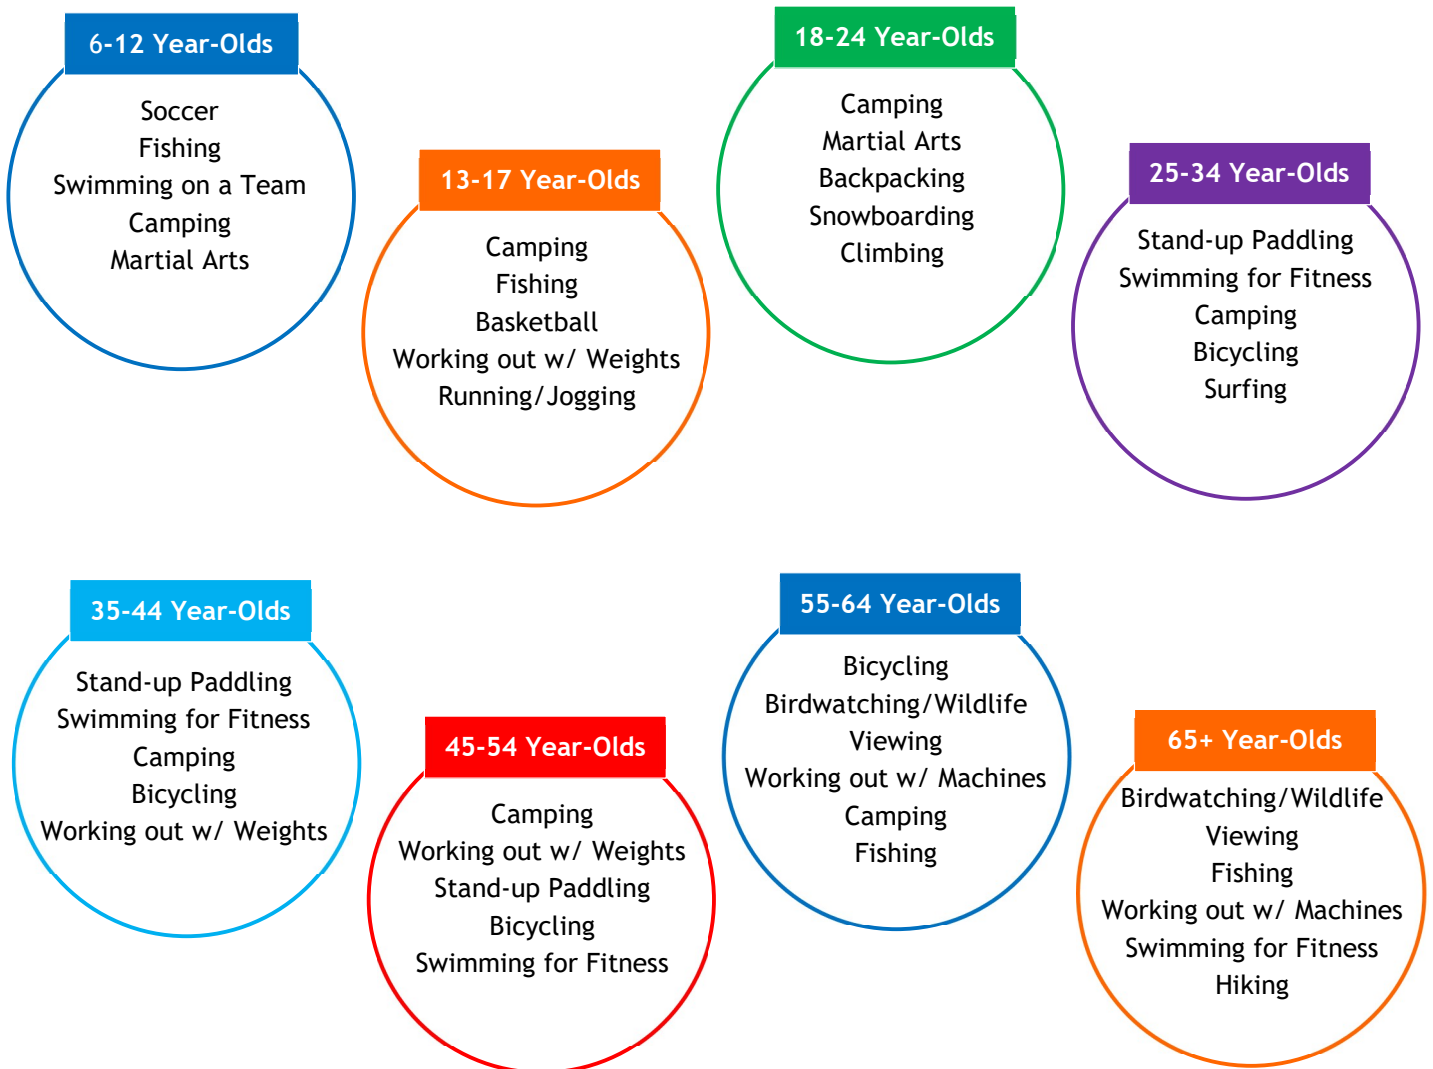 6-12 Year-Olds
Soccer
Fishing
Swimming on a Team
Camping
Martial Arts
13-17 Year-Olds
Camping
Fishing
Basketball
Working out w/ Weights
Running/Jogging
18-24 Year-Olds
Camping
Martial Arts
Backpacking
Snowboarding
Climbing
25-34 Year-Olds
Stand-up Paddling
Swimming for Fitness
Camping
Bicycling
Surfing
35-44 Year-Olds
Stand-up Paddling
Swimming for Fitness
Camping
Bicycling
Working out w/ Weights
45-54 Year-Olds
Camping
Working out w/ Weights
Stand-up Paddling
Bicycling
Swimming for Fitness
55-64 Year-Olds
Bicycling
Birdwatching/Wildlife
Viewing
Working out w/ Machines
Camping
Fishing
65+ Year-Olds
Birdwatching/Wildlife
Viewing
Fishing
Working out w/ Machines
Swimming for Fitness
Hiking